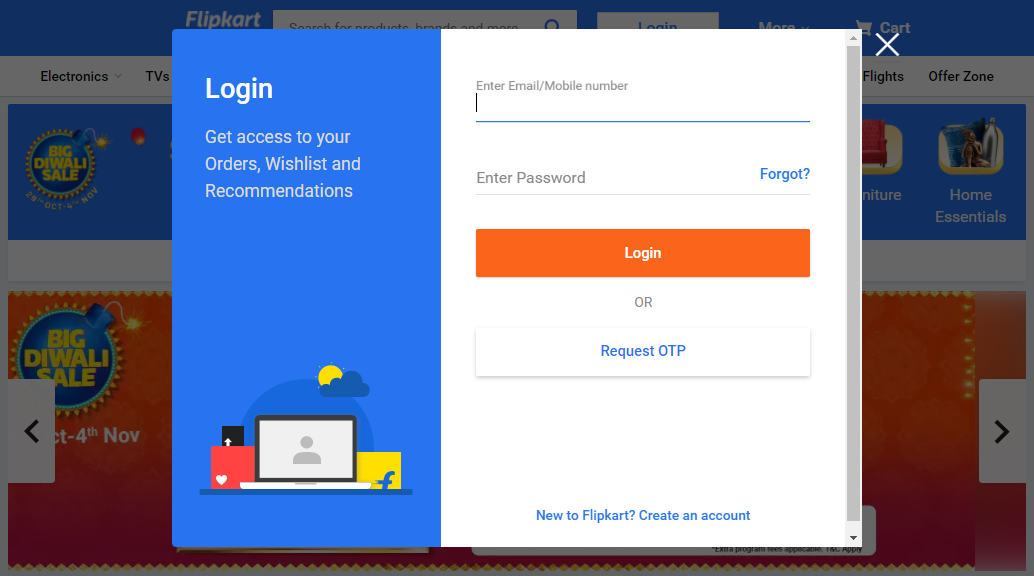 Flipkart
Search for products, brands and more
Login
More
Cart
Electronics
TVs
Flights
Offer Zone
Login
Get access to your
Orders, Wishlist and
Recommendations
Enter Email/Mobile number
Enter Password
Forgot?
Login
OR
Request OTP
New to Flipkart? Create an account
BIG
DIWALI
SALE
29TH OCT-4TH NOV
niture
Home
Essentials
BIG
DIWALI
SALE
ct-4th Nov
*Extra program fees applicable. T&C Apply